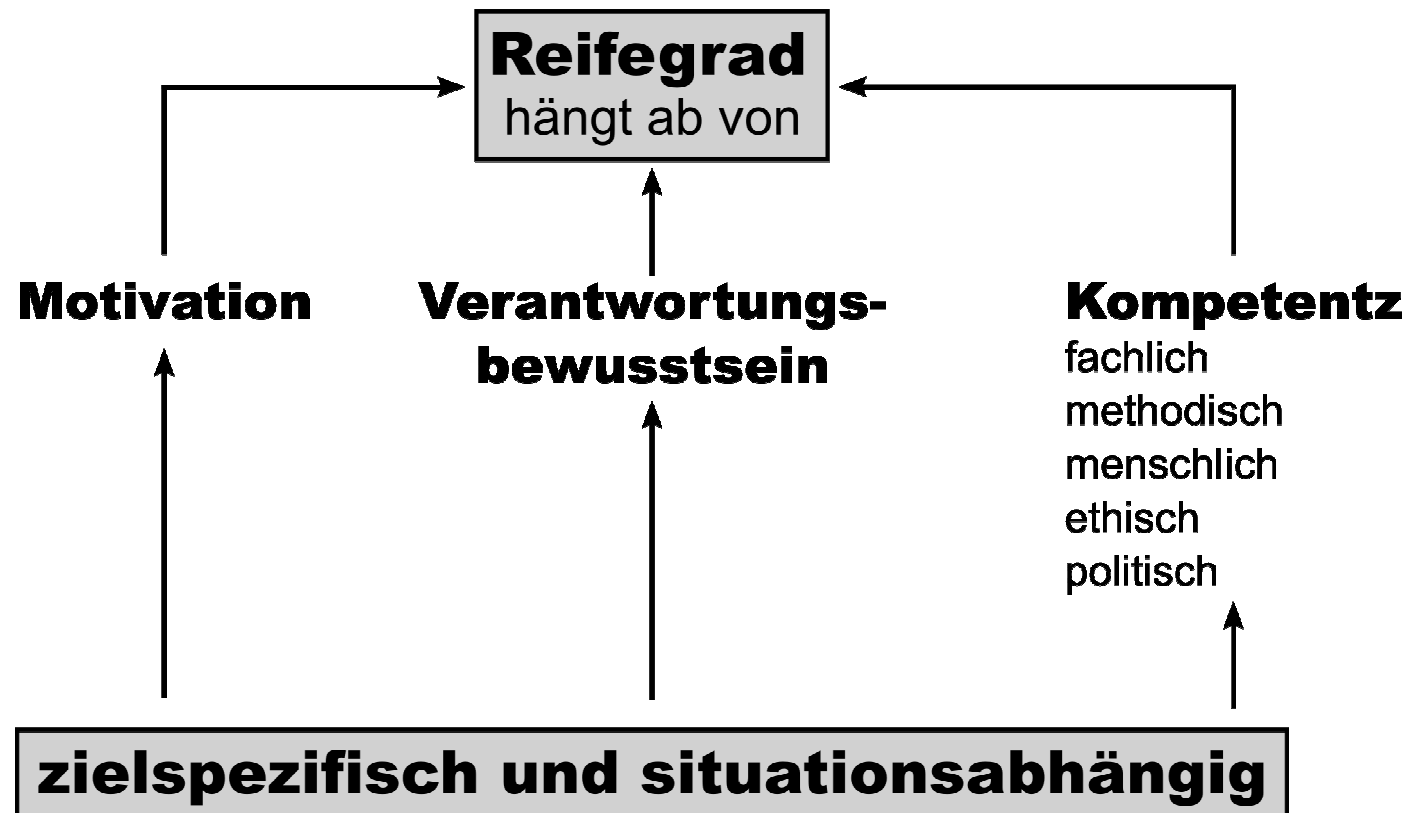 Reifegrad
hängt ab von
Motivation
Verantwortungs-
bewusstsein
Kompetentz
fachlich
methodisch
menschlich
ethisch
politisch
zielspezifisch und situationsabhängig